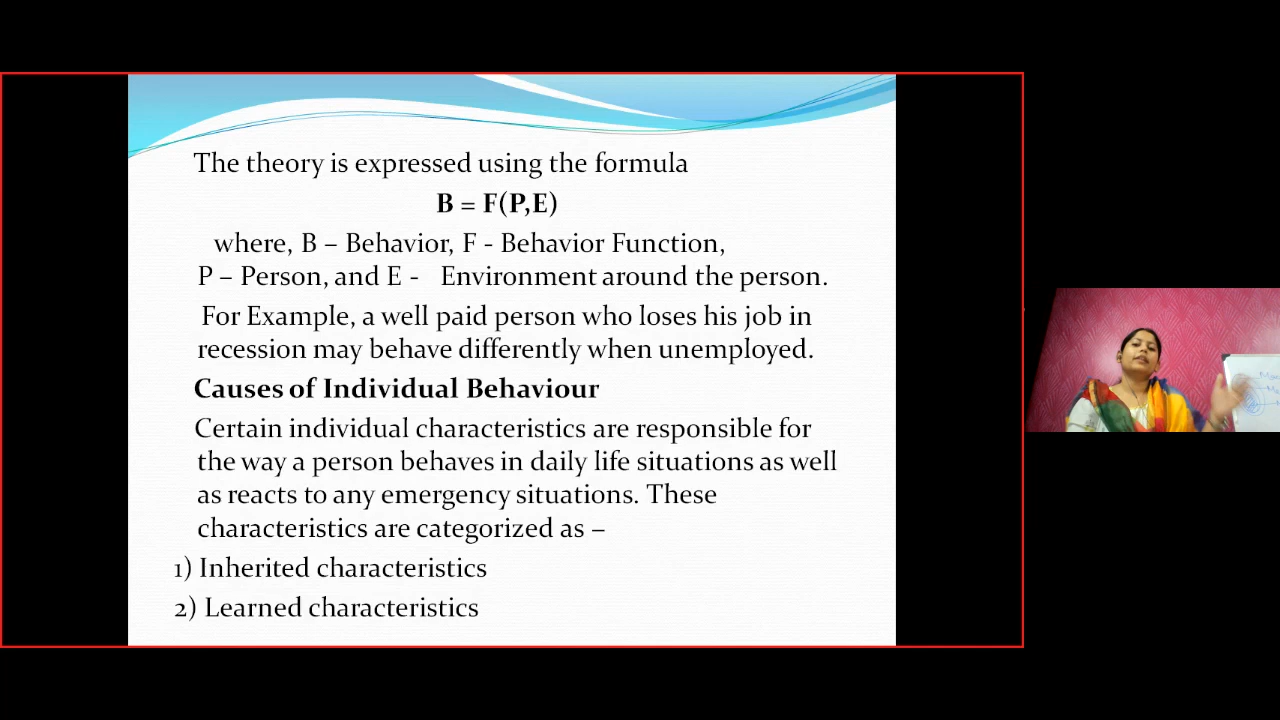 The theory is expressed using the formula
B = F(P,E)
where, B – Behavior, F - Behavior Function,
P – Person, and E - Environment around the person.
For Example, a well paid person who loses his job in
recession may behave differently when unemployed.
Causes of Individual Behaviour
Certain individual characteristics are responsible for
the way a person behaves in daily life situations as well
as reacts to any emergency situations. These
characteristics are categorized as –
1) Inherited characteristics
2) Learned characteristics